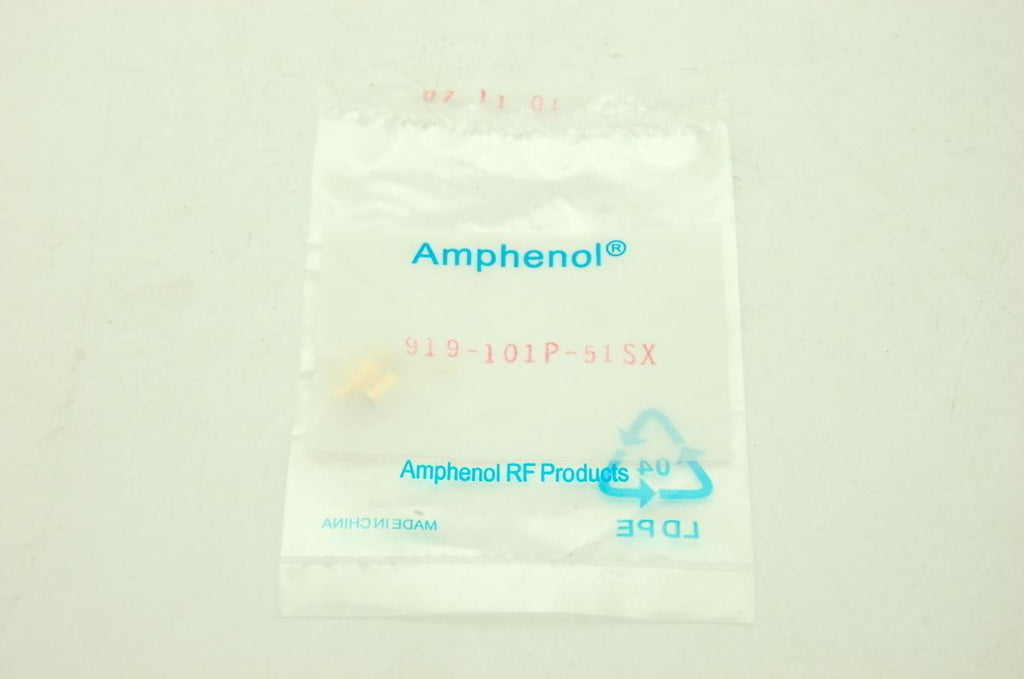 Amphenol®
919-101P-51SX
Amphenol RF Products
04
MADE IN CHINA
LDPE